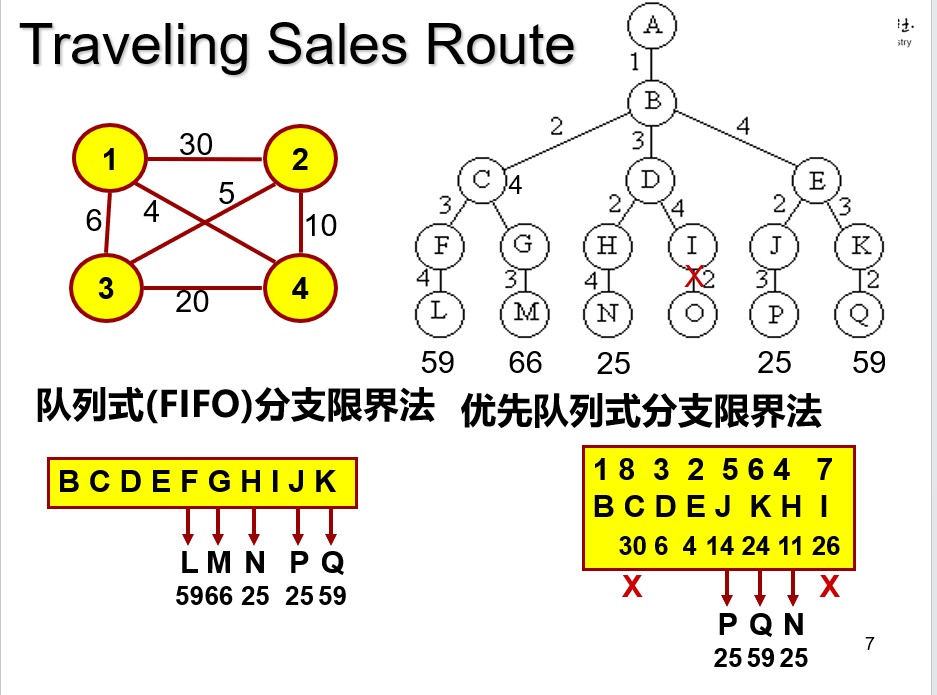 Traveling Sales Route
stry
1 30 2
6 4 5 10
3 20 4
A
1
B
2 3 4
C 4 D E
3 2 4 2 3
F G H I J K
4 3 4 X 2 3 2
L M N O P Q
59 66 25 25 59
队列式(FIFO)分支限界法
B C D E F G H I J K
L M N P Q
59 66 25 25 59
优先队列式分支限界法
1 8 3 2 5 6 4 7
B C D E J K H I
30 6 4 14 24 11 26
X X
P Q N
25 59 25
7